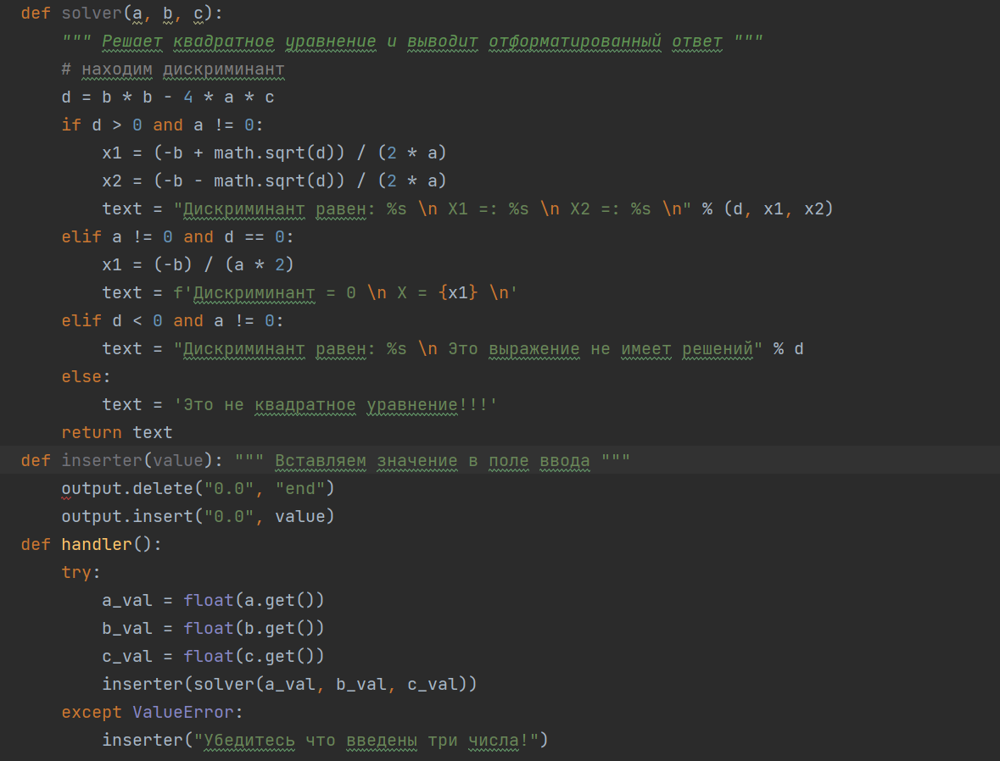 def solver(a, b, c):
    """ Решает квадратное уравнение и выводит отформатированный ответ """
    # находим дискриминант
    d = b * b - 4 * a * c
    if d > 0 and a != 0:
        x1 = (-b + math.sqrt(d)) / (2 * a)
        x2 = (-b - math.sqrt(d)) / (2 * a)
        text = "Дискриминант равен: %s \n X1 =: %s \n X2 =: %s \n" % (d, x1, x2)
    elif a != 0 and d == 0:
        x1 = (-b) / (a * 2)
        text = f'Дискриминант = 0 \n X = {x1} \n'
    elif d < 0 and a != 0:
        text = "Дискриминант равен: %s \n Это выражение не имеет решений" % d
    else:
        text = 'Это не квадратное уравнение!!!'
    return text
def inserter(value): """ Вставляем значение в поле ввода """
    output.delete("0.0", "end")
    output.insert("0.0", value)
def handler():
    try:
        a_val = float(a.get())
        b_val = float(b.get())
        c_val = float(c.get())
        inserter(solver(a_val, b_val, c_val))
    except ValueError:
        inserter("Убедитесь что введены три числа!")